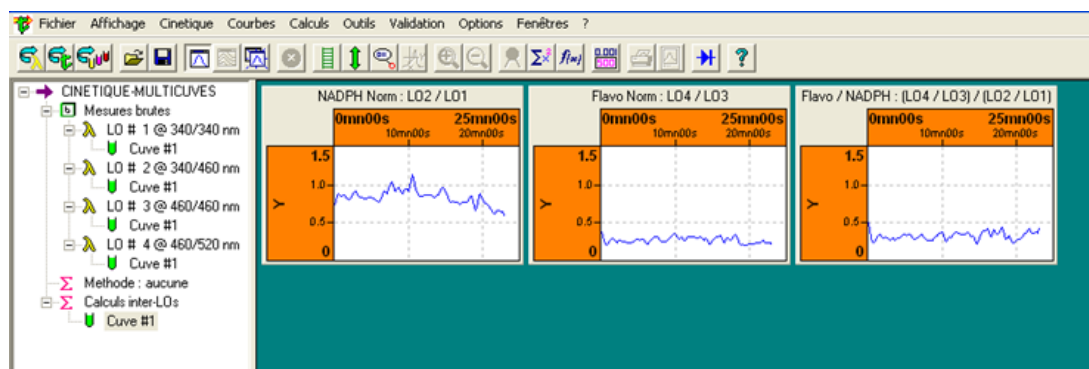 Fichier Affichage Cinetique Courbes Calculs Outils Validation Options Fenêtres ?
CINETIQUE-MULTICUVES
Mesures brutes
LO # 1 @ 340/340 nm
Cuve #1
LO # 2 @ 340/460 nm
Cuve #1
LO # 3 @ 460/460 nm
Cuve #1
LO # 4 @ 460/520 nm
Cuve #1
Methode : aucune
Calculs inter-LOs
Cuve #1
NADPH Norm : LO2 / LO1
0mn00s 25mn00s
10mn00s 20mn00s
1.5
1.0
Y
0.5
0
Flavo Norm : LO4 / LO3
0mn00s 25mn00s
10mn00s 20mn00s
1.5
1.0
Y
0.5
0
Flavo / NADPH : (LO4 / LO3) / (LO2 / LO1)
0mn00s 25mn00s
10mn00s 20mn00s
1.5
1.0
Y
0.5
0